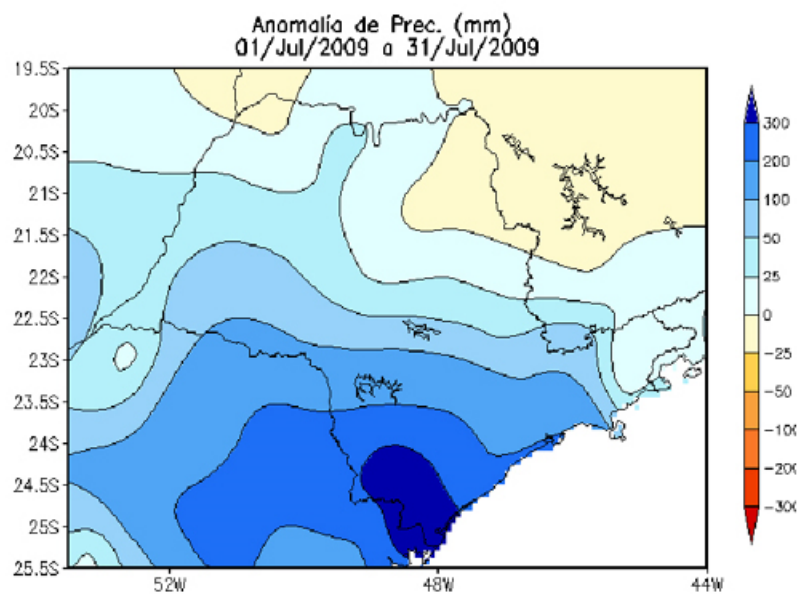 Anomalía de Prec. (mm)
01/Jul/2009 a 31/Jul/2009
19.5S
20S
20.5S
21S
21.5S
22S
22.5S
23S
23.5S
24S
24.5S
25S
25.5S
52W
48W
44W
300
200
100
50
25
0
-25
-50
-100
-200
-300